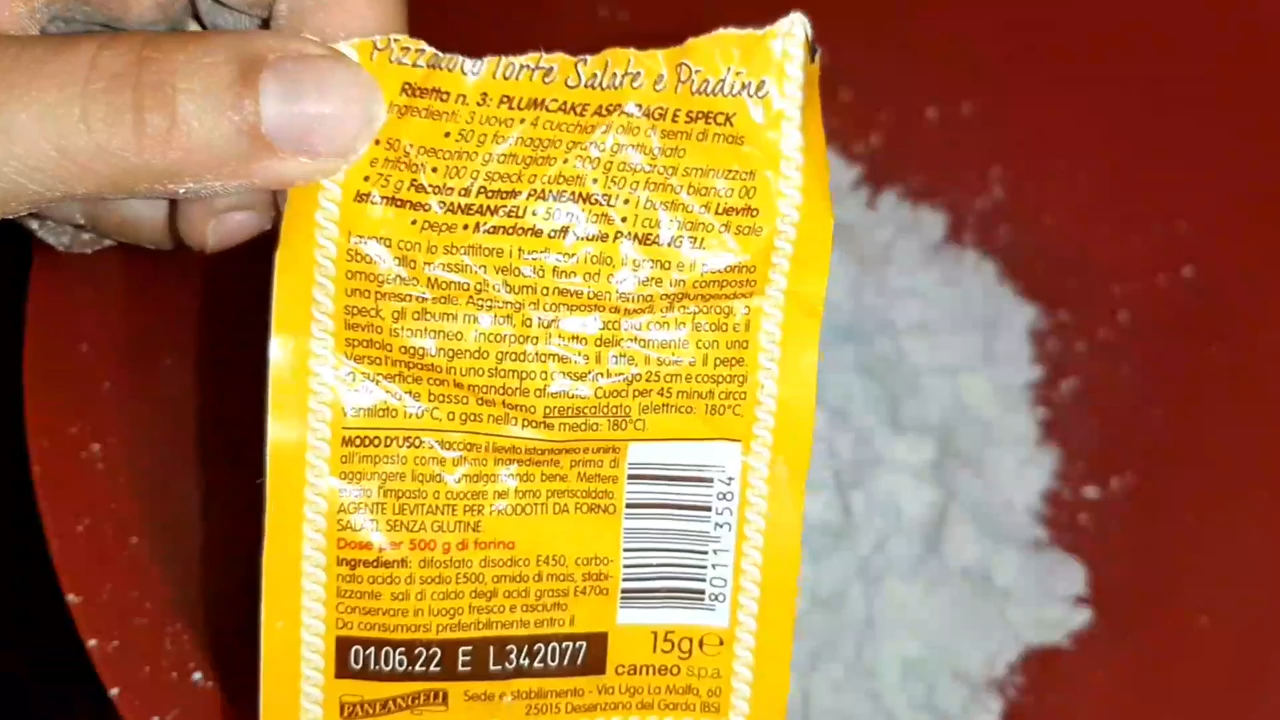 Torte Salate e Piadine
Ricetta n. 3: PLUMCAKE ASPARAGI E SPECK
Ingredienti: 3 uova • 4 cucchiai di olio di semi di mais
• 50 g formaggio grana grattugiato
• 50 g pecorino grattugiato • 200 g asparagi sminuzzati
e trifolati • 100 g speck a cubetti • 150 g farina bianca 00
• 75 g Fecola di Patate PANEANGELI • 1 bustina di Lievito
Istantaneo PANEANGELI • 50 ml latte • 1 cucchiaino di sale
• pepe • Mandorle affettate PANEANGELI.
Lavora con lo sbattitore i tuorli con l'olio, il grana e il pecorino
Sbatti alla massima velocità fino ad ottenere un composto
omogeneo. Monta gli albumi a neve ben ferma, aggiungendoci
una presa di sale. Aggiungi al composto di tuorli, gli asparagi, lo
speck, gli albumi montati, la farina setacciata con la fecola e il
lievito istantaneo. Incorpora il tutto delicatamente con una
spatola aggiungendo gradatamente il latte, il sale e il pepe.
Versa l'impasto in uno stampo a cassetta lungo 25 cm e cospargi
in superficie con le mandorle affettate. Cuoci per 45 minuti circa
nella parte bassa del forno preriscaldato (elettrico: 180°C,
ventilato 170°C, a gas nella parte media: 180°C).
MODO D'USO: setacciare il lievito istantaneo e unirlo
all'impasto come ultimo ingrediente, prima di
aggiungere liquidi, amalgamando bene. Mettere
subito l'impasto a cuocere nel forno preriscaldato.
AGENTE LIEVITANTE PER PRODOTTI DA FORNO
SALATI, SENZA GLUTINE.
Dose per 500 g di farina
Ingredienti: difosfato disodico E450, carbo-
nato acido di sodio E500, amido di mais, stabi-
lizzante: sali di calcio degli acidi grassi E470a
Conservare in luogo fresco e asciutto.
Da consumarsi preferibilmente entro il
01.06.22 E L342077
8011 3584
15g e
cameo s.p.a.
PANEANGELI
Sede e stabilimento - Via Ugo La Malfa, 60
25015 Desenzano del Garda (BS)